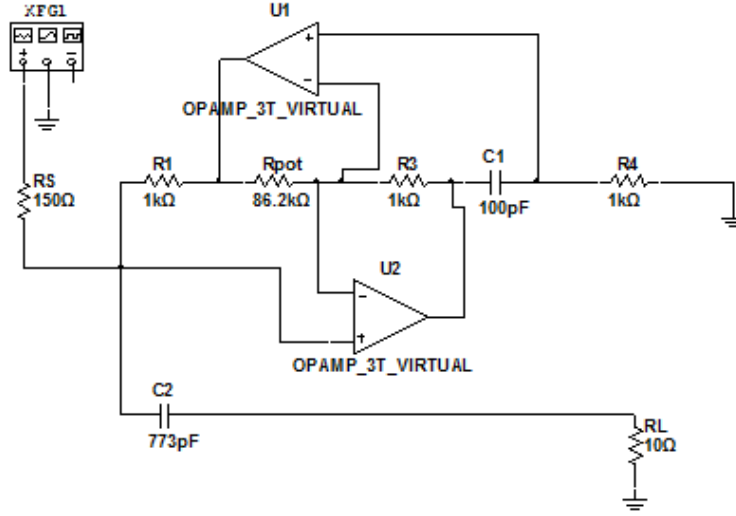 XFG1
U1
OPAMP_3T_VIRTUAL
RS
150Ω
R1
1kΩ
Rpot
86.2kΩ
R3
1kΩ
C1
100pF
R4
1kΩ
U2
OPAMP_3T_VIRTUAL
C2
773pF
RL
10Ω